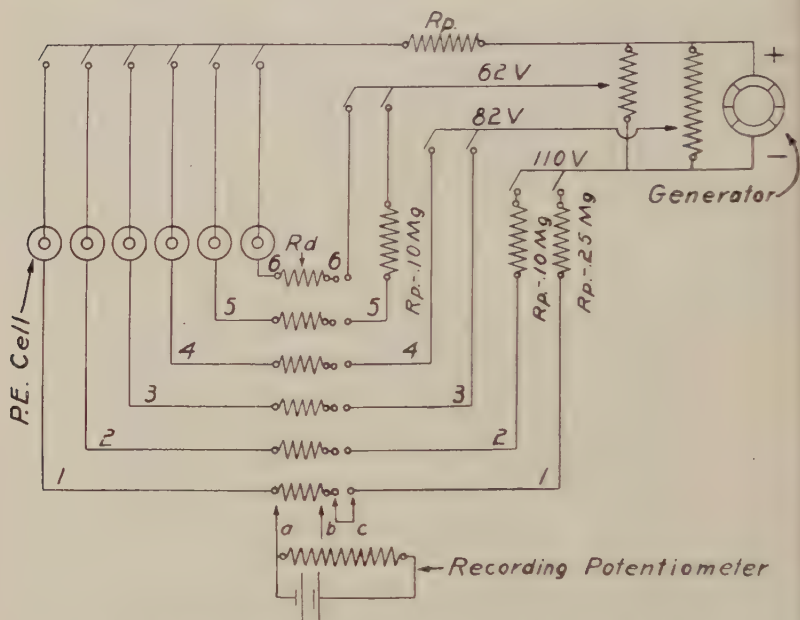 Rp.
+
62 V
82 V
110 V
–
Generator
Rd
6
6
Rp-.10 Mg
Rp-.10 Mg
Rp-.25 Mg
5
5
P.E. Cell
4
4
3
3
2
2
1
1
a
b
c
Recording Potentiometer